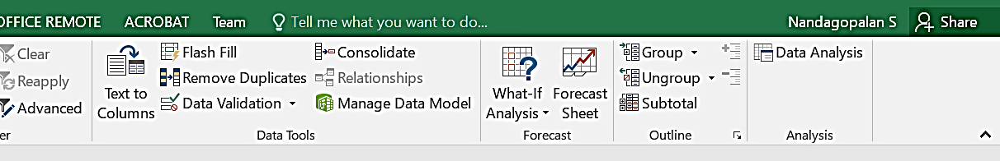 OFFICE REMOTE ACROBAT Team Tell me what you want to do... Nandagopalan S Share
Clear
Reapply
Advanced
er
Text to
Columns
Flash Fill
Remove Duplicates
Data Validation
Consolidate
Relationships
Manage Data Model
Data Tools
What-If
Analysis
Forecast
Sheet
Forecast
Group
Ungroup
Subtotal
Outline
Data Analysis
Analysis